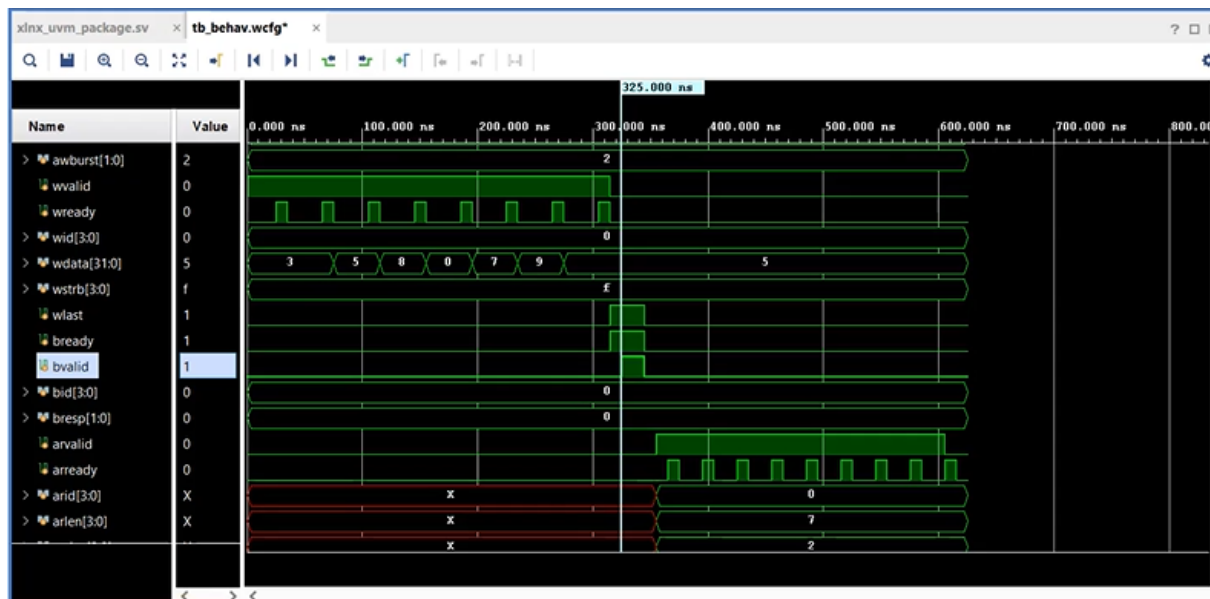 xlnx_uvm_package.sv × tb_behav.wcfg* ×
325.000 ns
Name Value 0.000 ns 100.000 ns 200.000 ns 300.000 ns 400.000 ns 500.000 ns 600.000 ns 700.000 ns 800.0
awburst[1:0] 2 2
wvalid 0
wready 0
wid[3:0] 0 0
wdata[31:0] 5 3 5 8 0 7 9 5
wstrb[3:0] f f
wlast 1
bready 1
bvalid 1
bid[3:0] 0 0
bresp[1:0] 0 0
arvalid 0
arready 0
arid[3:0] X X 0
arlen[3:0] X X 7
X 2